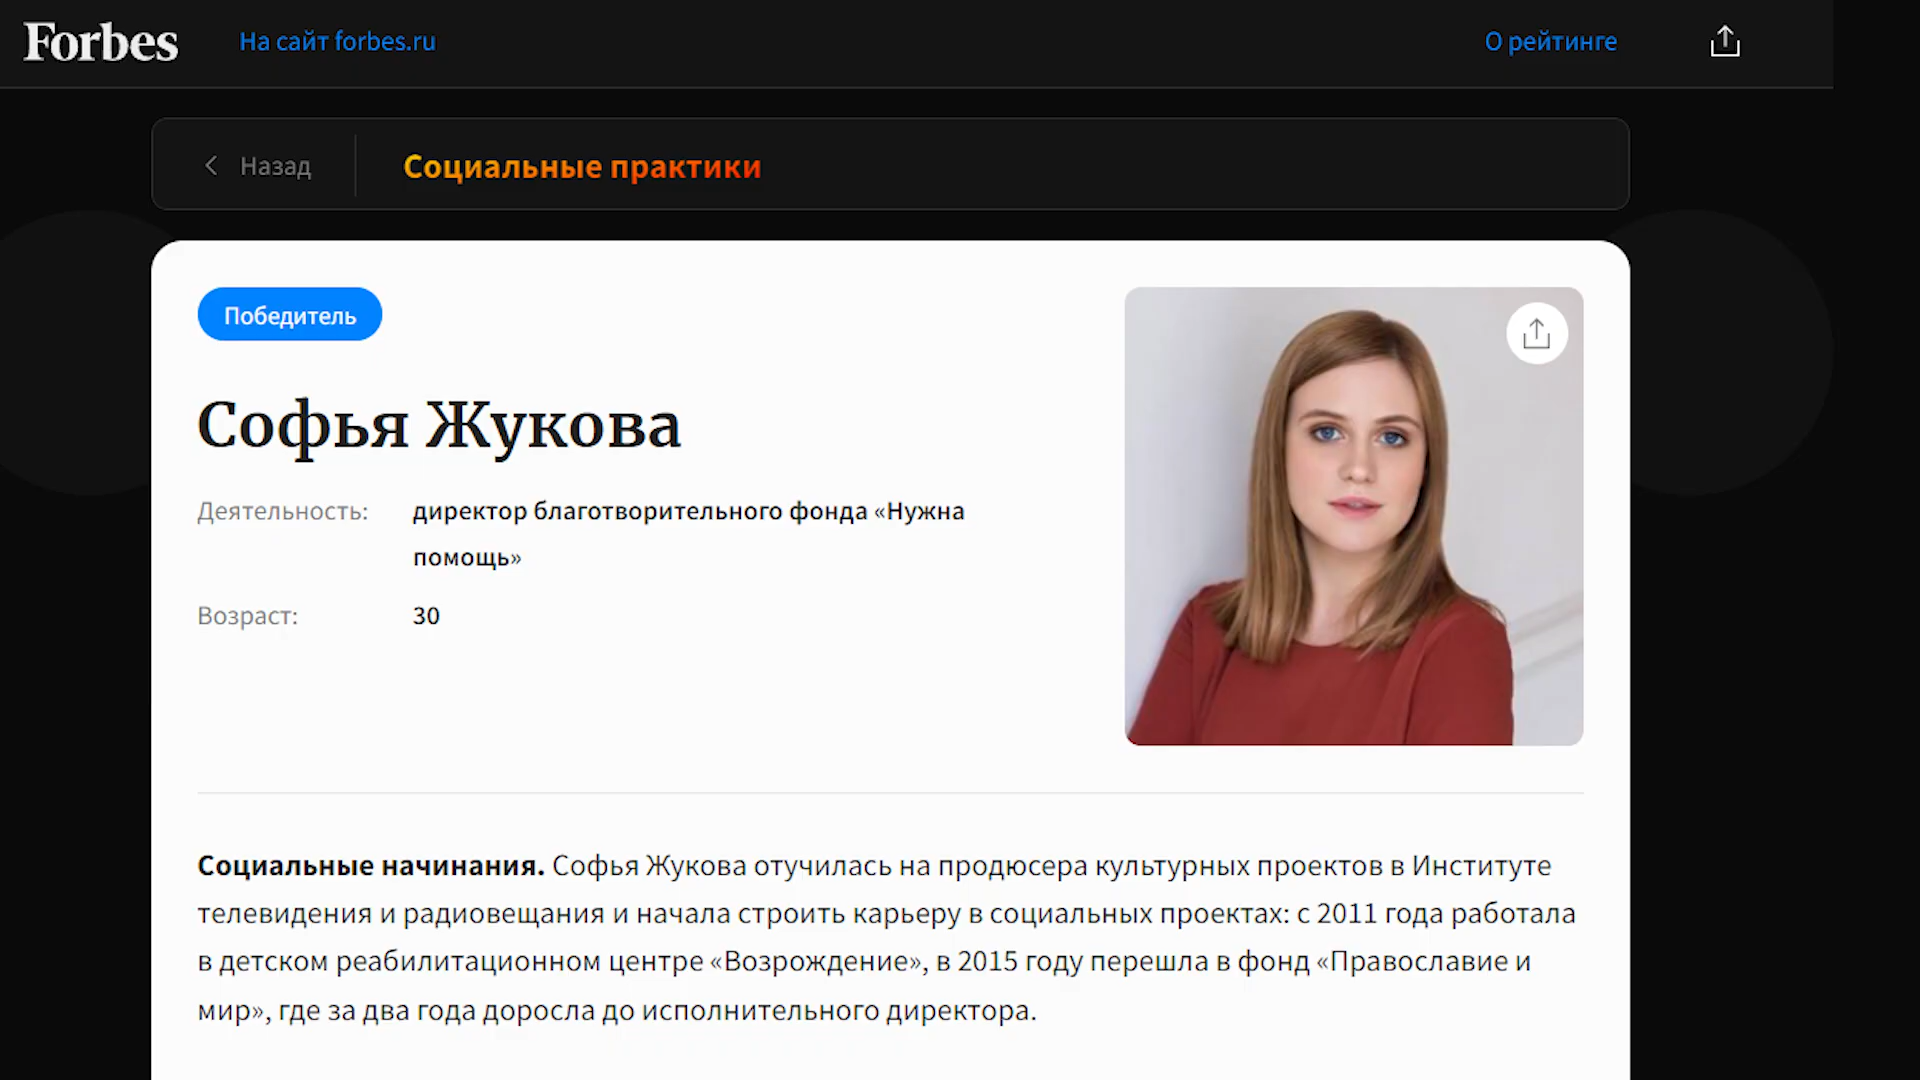 Forbes
На сайт forbes.ru
О рейтинге
Назад
Социальные практики
Победитель
Софья Жукова
Деятельность: директор благотворительного фонда «Нужна
помощь»
Возраст: 30
Социальные начинания. Софья Жукова отучилась на продюсера культурных проектов в Институте
телевидения и радиовещания и начала строить карьеру в социальных проектах: с 2011 года работала
в детском реабилитационном центре «Возрождение», в 2015 году перешла в фонд «Православие и
мир», где за два года доросла до исполнительного директора.